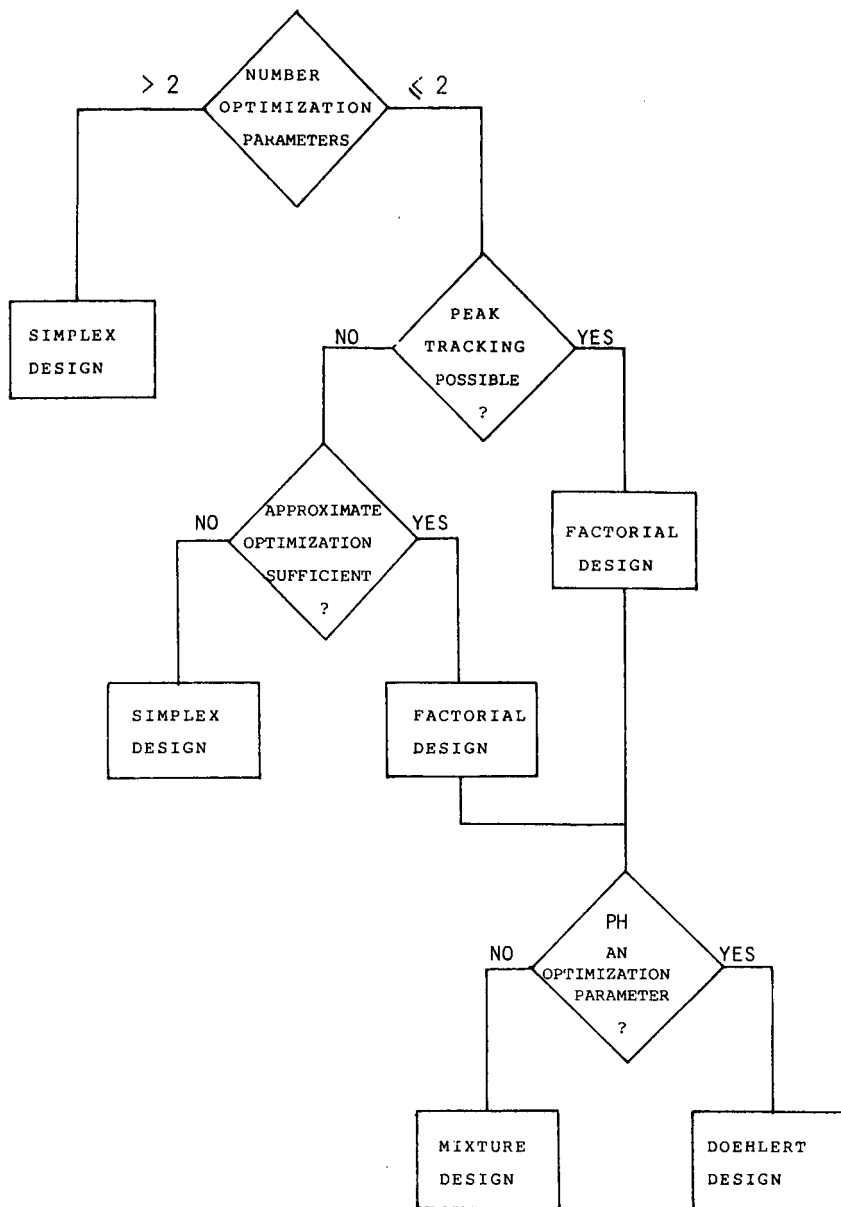 > 2
NUMBER
OPTIMIZATION
PARAMETERS
⩽ 2
SIMPLEX
DESIGN
NO
PEAK
TRACKING
POSSIBLE
?
YES
NO
APPROXIMATE
OPTIMIZATION
SUFFICIENT
?
YES
FACTORIAL
DESIGN
SIMPLEX
DESIGN
FACTORIAL
DESIGN
NO
PH
AN
OPTIMIZATION
PARAMETER
?
YES
MIXTURE
DESIGN
DOEHLERT
DESIGN